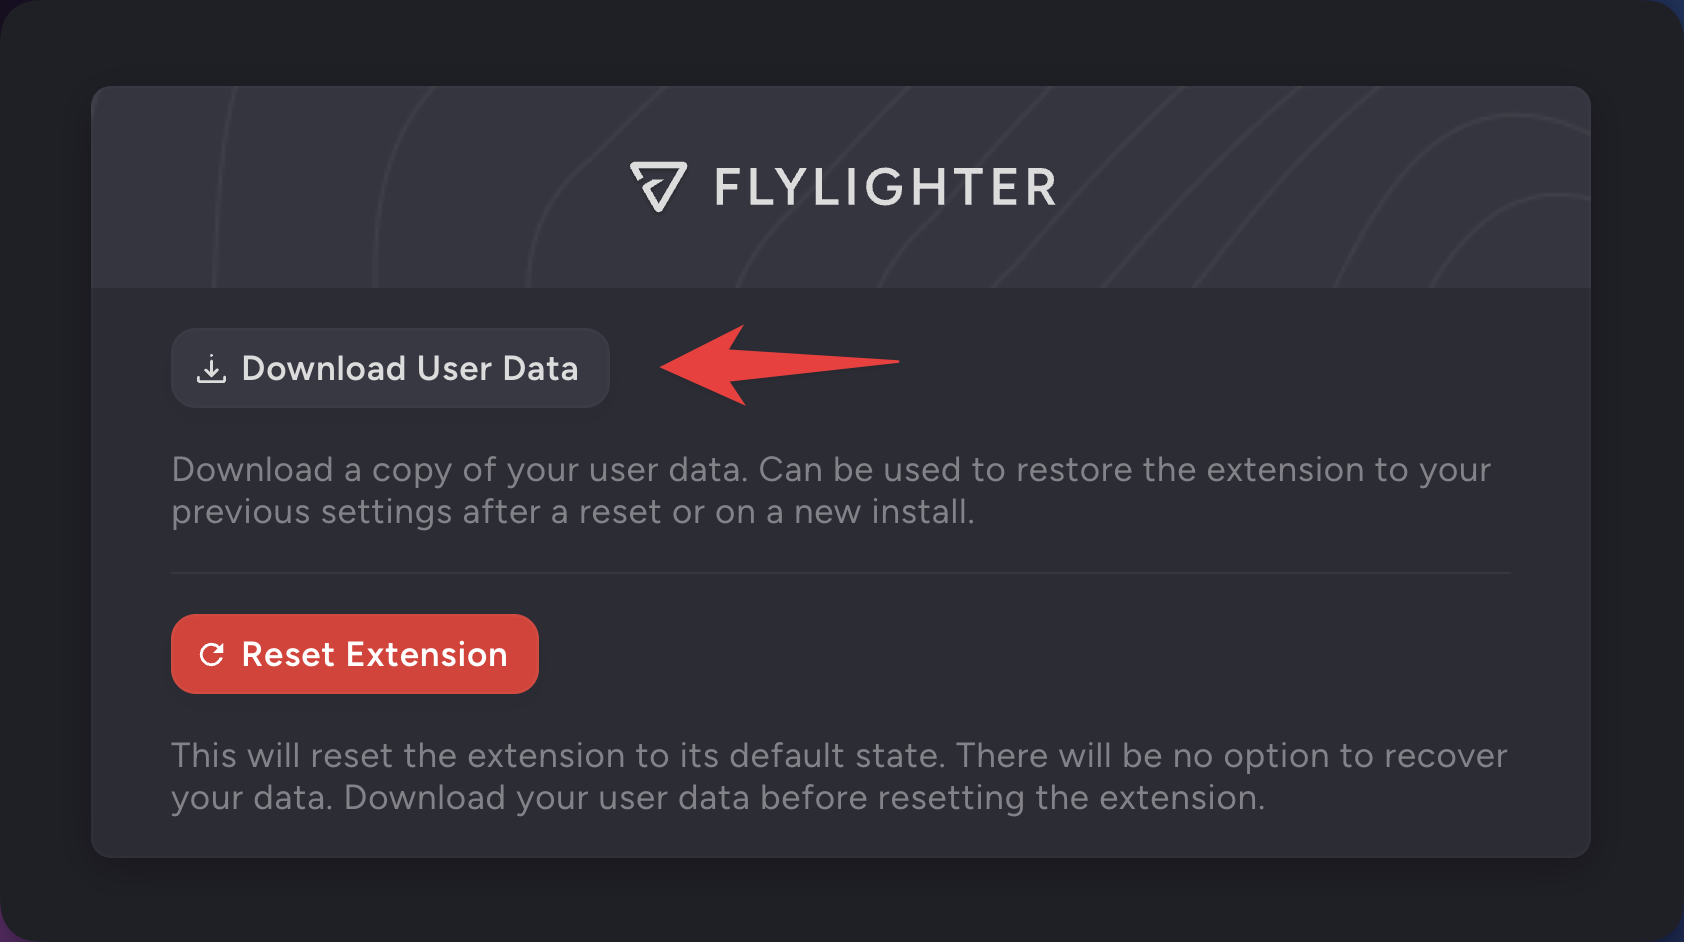 FLYLIGHTER
Download User Data
Download a copy of your user data. Can be used to restore the extension to your
previous settings after a reset or on a new install.
Reset Extension
This will reset the extension to its default state. There will be no option to recover
your data. Download your user data before resetting the extension.